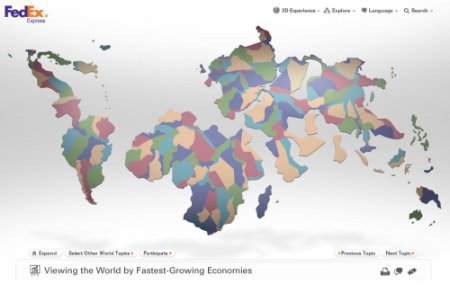 FedEx
Express
3D Experience
Explore
Language
Search
Expand
Select Other World Topics
Participate
Previous Topic
Next Topic
Viewing the World by Fastest-Growing Economies